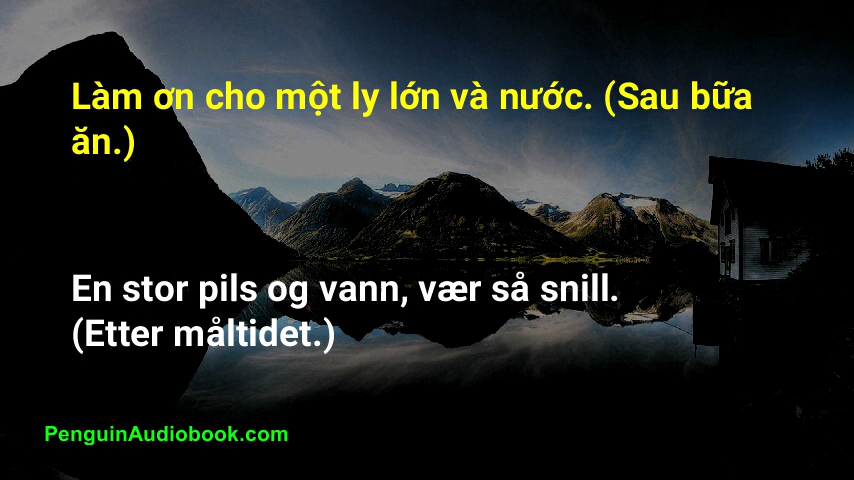 Làm ơn cho một ly lớn và nước. (Sau bữa
ăn.)
En stor pils og vann, vær så snill.
(Etter måltidet.)
PenguinAudiobook.com